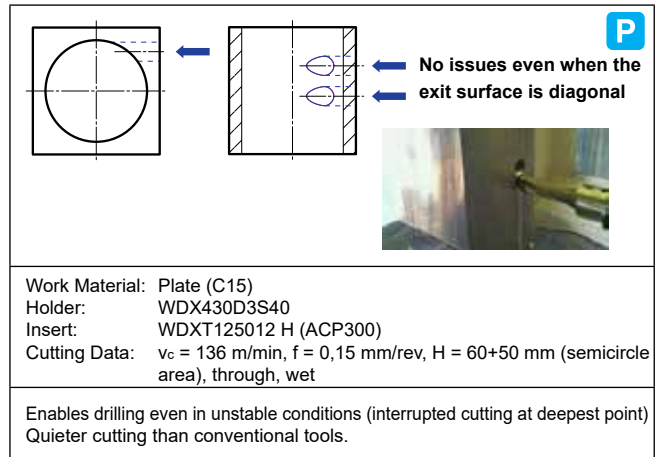 P
No issues even when the
exit surface is diagonal
Work Material: Plate (C15)
Holder: WDX430D3S40
Insert: WDXT125012 H (ACP300)
Cutting Data: vc = 136 m/min, f = 0,15 mm/rev, H = 60+50 mm (semicircle
area), through, wet
Enables drilling even in unstable conditions (interrupted cutting at deepest point)
Quieter cutting than conventional tools.